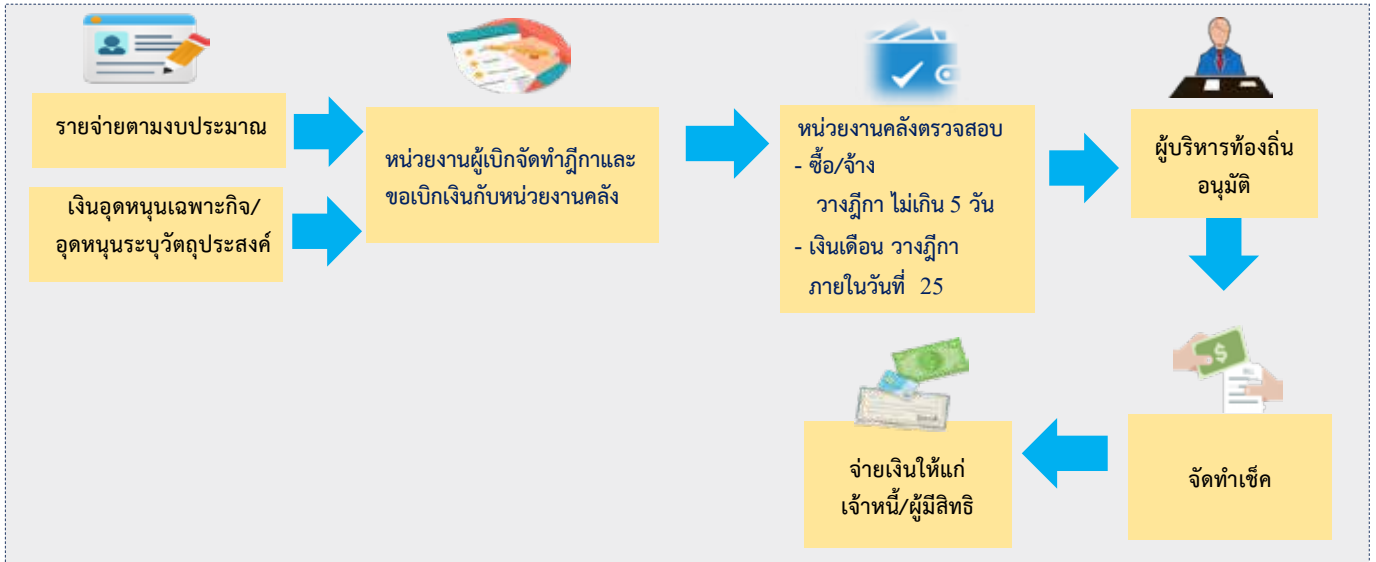 รายจ่ายตามงบประมาณ
เงินอุดหนุนเฉพาะกิจ/
อุดหนุนระบุวัตถุประสงค์
หน่วยงานผู้เบิกจัดทำฎีกาและ
ขอเบิกเงินกับหน่วยงานคลัง
หน่วยงานคลังตรวจสอบ
- ซื้อ/จ้าง
วางฎีกา ไม่เกิน 5 วัน
- เงินเดือน วางฎีกา
ภายในวันที่ 25
ผู้บริหารท้องถิ่น
อนุมัติ
จัดทำเช็ค
จ่ายเงินให้แก่
เจ้าหนี้/ผู้มีสิทธิ